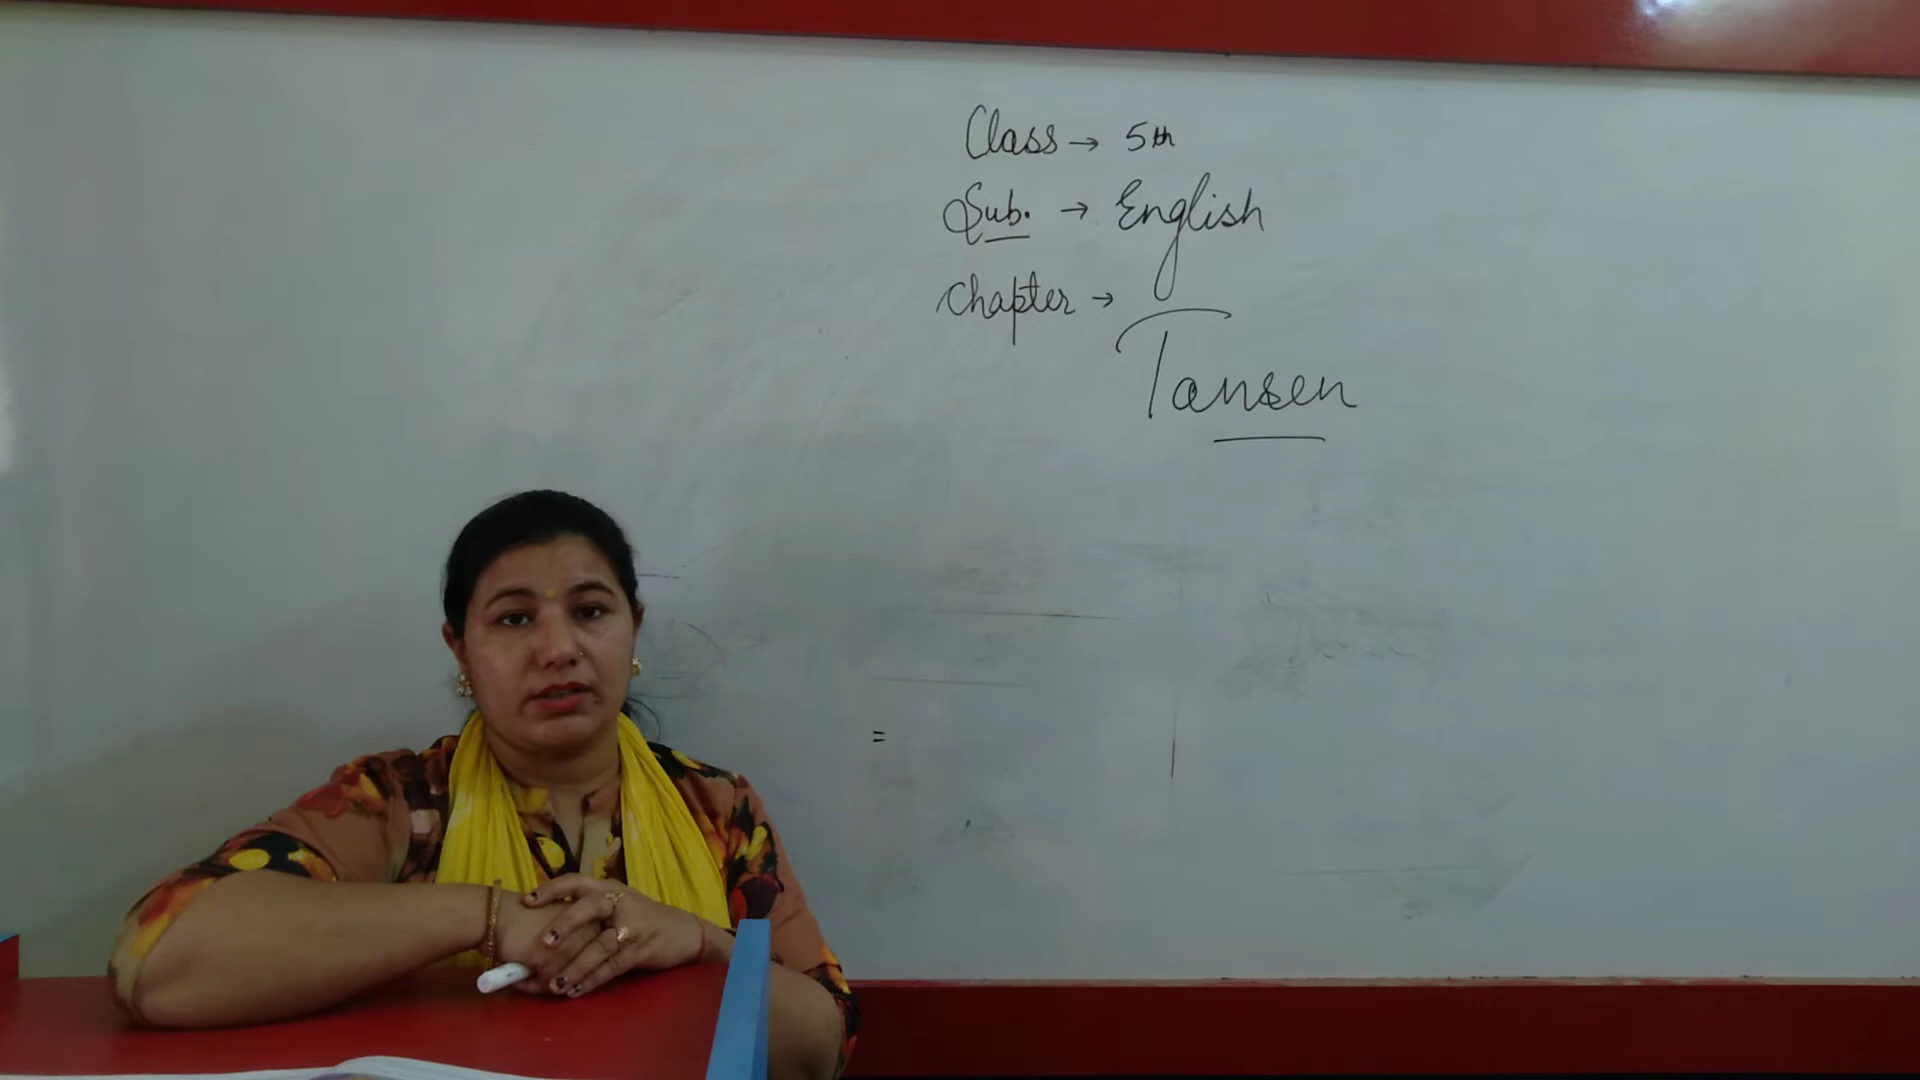 Class → 5th
Sub. → English
Chapter →
Tansen
=